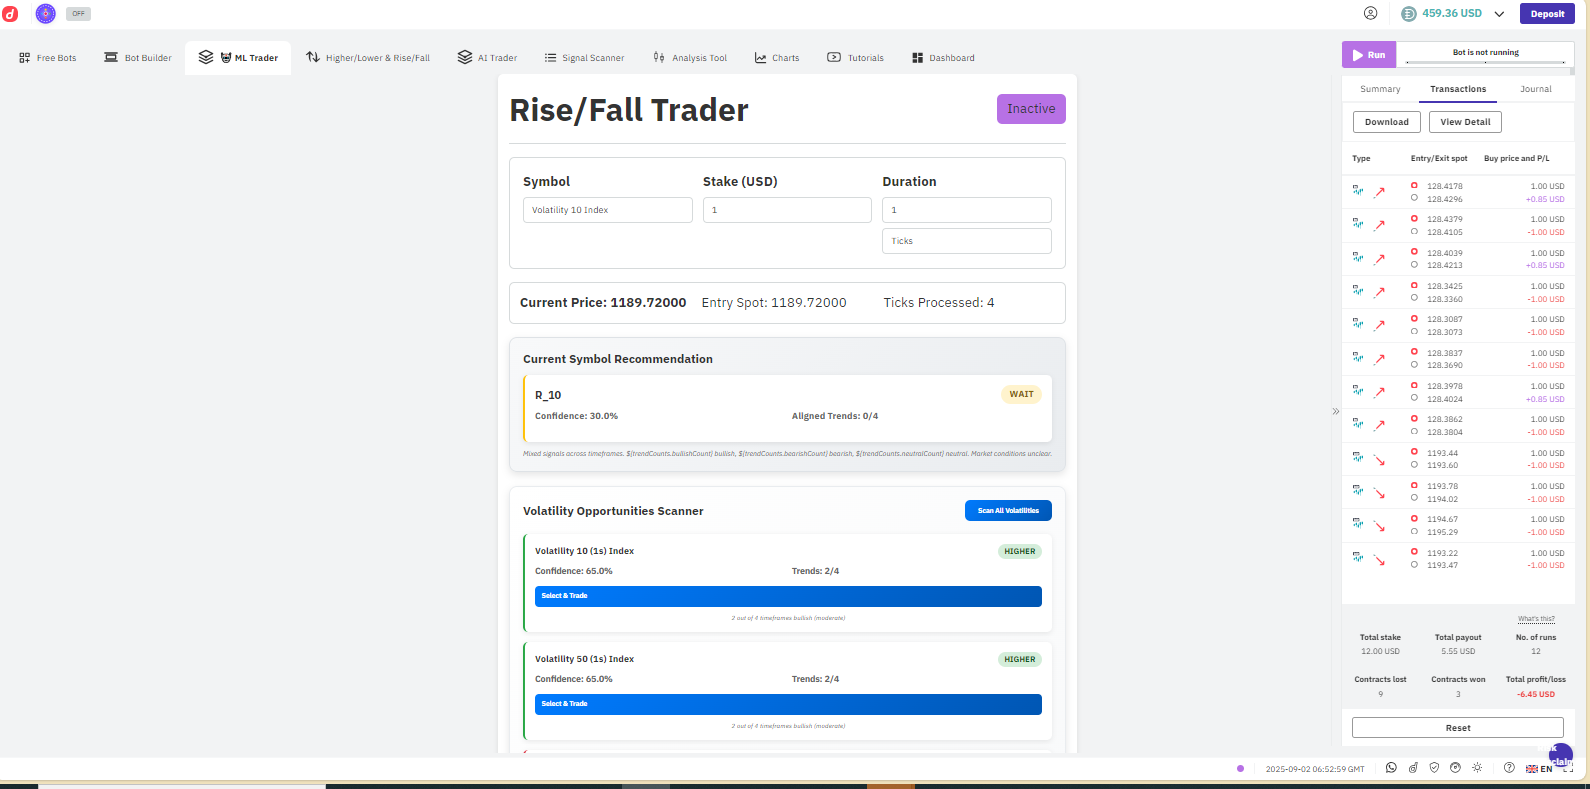 OFF
459.36 USD
Deposit
Free Bots
Bot Builder
ML Trader
Higher/Lower & Rise/Fall
AI Trader
Signal Scanner
Analysis Tool
Charts
Tutorials
Dashboard
Run
Bot is not running
Rise/Fall Trader
Inactive
Symbol
Stake (USD)
Duration
Volatility 10 Index
1
1
Ticks
Current Price: 1189.72000
Entry Spot: 1189.72000
Ticks Processed: 4
Current Symbol Recommendation
R_10
WAIT
Confidence: 30.0%
Aligned Trends: 0/4
Mixed signals across timeframes. ${trendCounts.bullishCount} bullish, ${trendCounts.bearishCount} bearish, ${trendCounts.neutralCount} neutral. Market conditions unclear.
Volatility Opportunities Scanner
Scan All Volatilities
Volatility 10 (1s) Index
HIGHER
Confidence: 65.0%
Trends: 2/4
Select & Trade
2 out of 4 timeframes bullish (moderate)
Volatility 50 (1s) Index
HIGHER
Confidence: 65.0%
Trends: 2/4
Select & Trade
2 out of 4 timeframes bullish (moderate)
Summary
Transactions
Journal
Download
View Detail
Type
Entry/Exit spot
Buy price and P/L
128.4178 1.00 USD
128.4296 +0.85 USD
128.4379 1.00 USD
128.4105 -1.00 USD
128.4039 1.00 USD
128.4213 +0.85 USD
128.3425 1.00 USD
128.3360 -1.00 USD
128.3087 1.00 USD
128.3073 -1.00 USD
128.3837 1.00 USD
128.3690 -1.00 USD
128.3978 1.00 USD
128.4024 +0.85 USD
128.3862 1.00 USD
128.3804 -1.00 USD
1193.44 1.00 USD
1193.60 -1.00 USD
1193.78 1.00 USD
1194.02 -1.00 USD
1194.67 1.00 USD
1195.29 -1.00 USD
1193.22 1.00 USD
1193.47 -1.00 USD
What's this?
Total stake
Total payout
No. of runs
12.00 USD
5.55 USD
12
Contracts lost
Contracts won
Total profit/loss
9
3
-6.45 USD
Reset
2025-09-02 06:52:59 GMT
EN